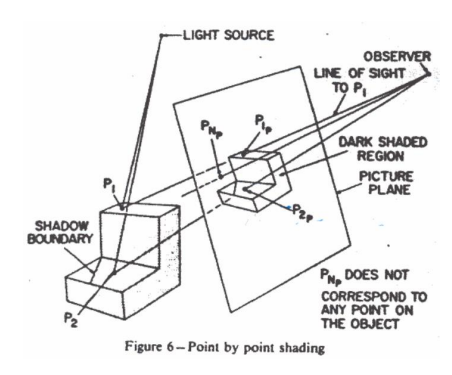 LIGHT SOURCE
OBSERVER
LINE OF SIGHT
TO P₁
Pₙₚ
P₁ₚ
DARK SHADED
REGION
P₁
PICTURE
PLANE
SHADOW
BOUNDARY
P₂ₚ
P₂
Pₙₚ DOES NOT
CORRESPOND TO
ANY POINT ON
THE OBJECT
Figure 6—Point by point shading